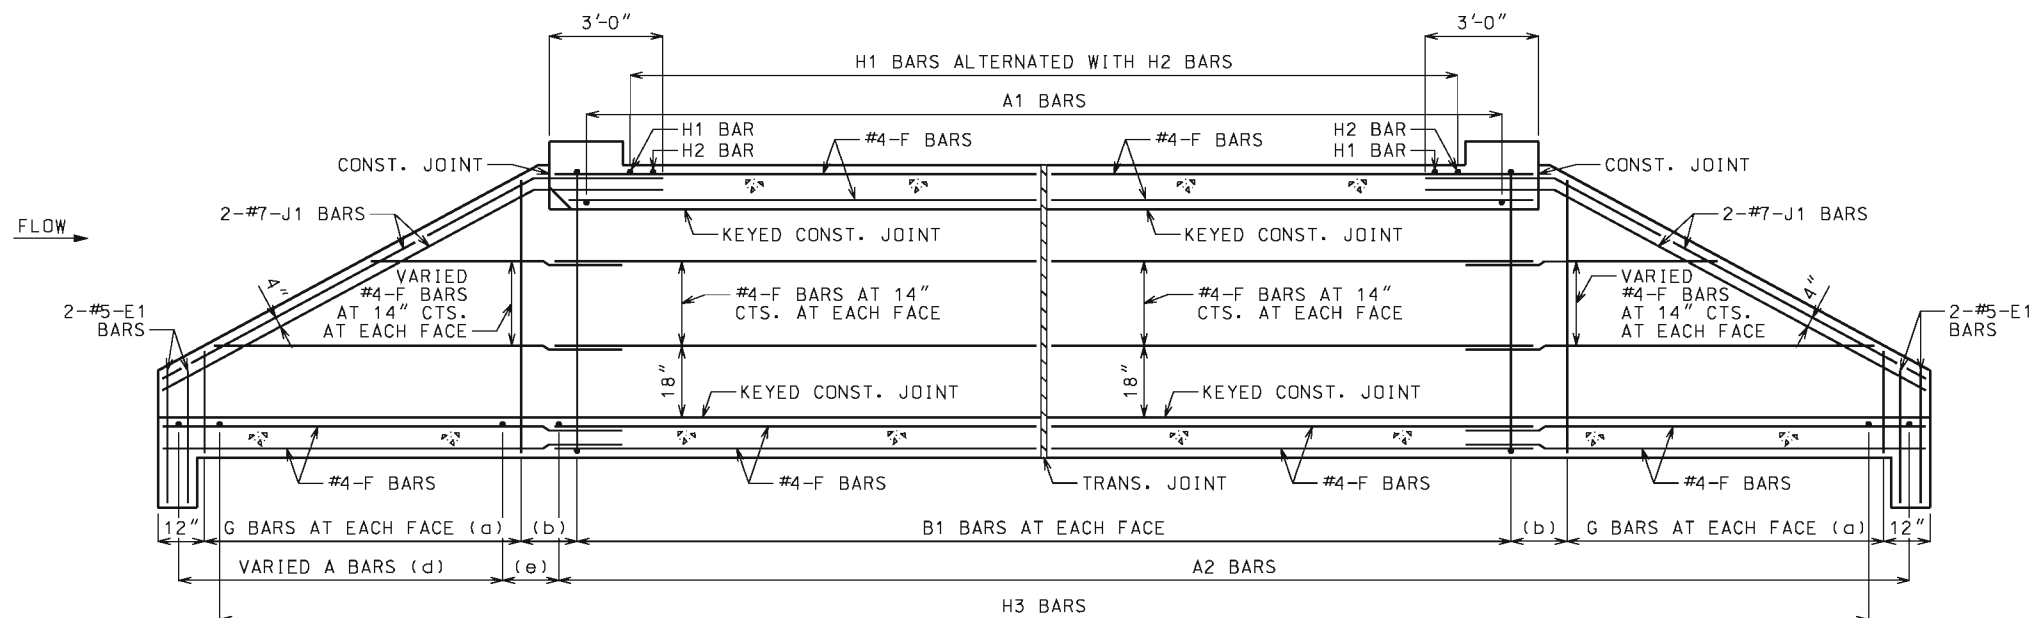 3'-0"
3'-0"
H1 BARS ALTERNATED WITH H2 BARS
A1 BARS
H1 BAR
H2 BAR
#4-F BARS
#4-F BARS
H2 BAR
H1 BAR
CONST. JOINT
CONST. JOINT
2-#7-J1 BARS
2-#7-J1 BARS
FLOW
KEYED CONST. JOINT
KEYED CONST. JOINT
4"
VARIED
#4-F BARS
AT 14" CTS.
AT EACH FACE
#4-F BARS AT 14"
CTS. AT EACH FACE
#4-F BARS AT 14"
CTS. AT EACH FACE
VARIED
#4-F BARS
AT 14" CTS.
AT EACH FACE
4"
2-#5-E1
BARS
2-#5-E1
BARS
18"
18"
KEYED CONST. JOINT
KEYED CONST. JOINT
#4-F BARS
#4-F BARS
TRANS. JOINT
#4-F BARS
#4-F BARS
12"
G BARS AT EACH FACE (a)
(b)
B1 BARS AT EACH FACE
(b)
G BARS AT EACH FACE (a)
12"
VARIED A BARS (d)
(e)
A2 BARS
H3 BARS